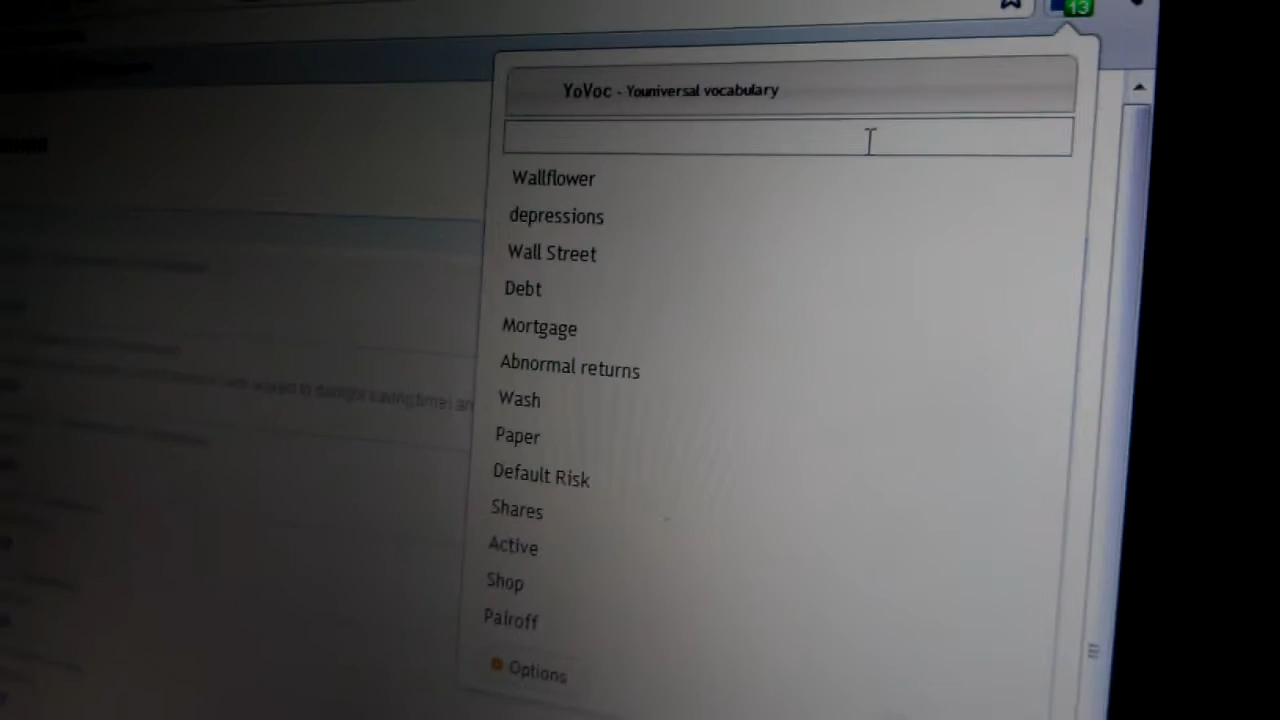 13
YoVoc - Youniversal vocabulary
Wallflower
depressions
Wall Street
Debt
Mortgage
Abnormal returns
Wash
Paper
Default Risk
Shares
Active
Shop
Palroff
Options